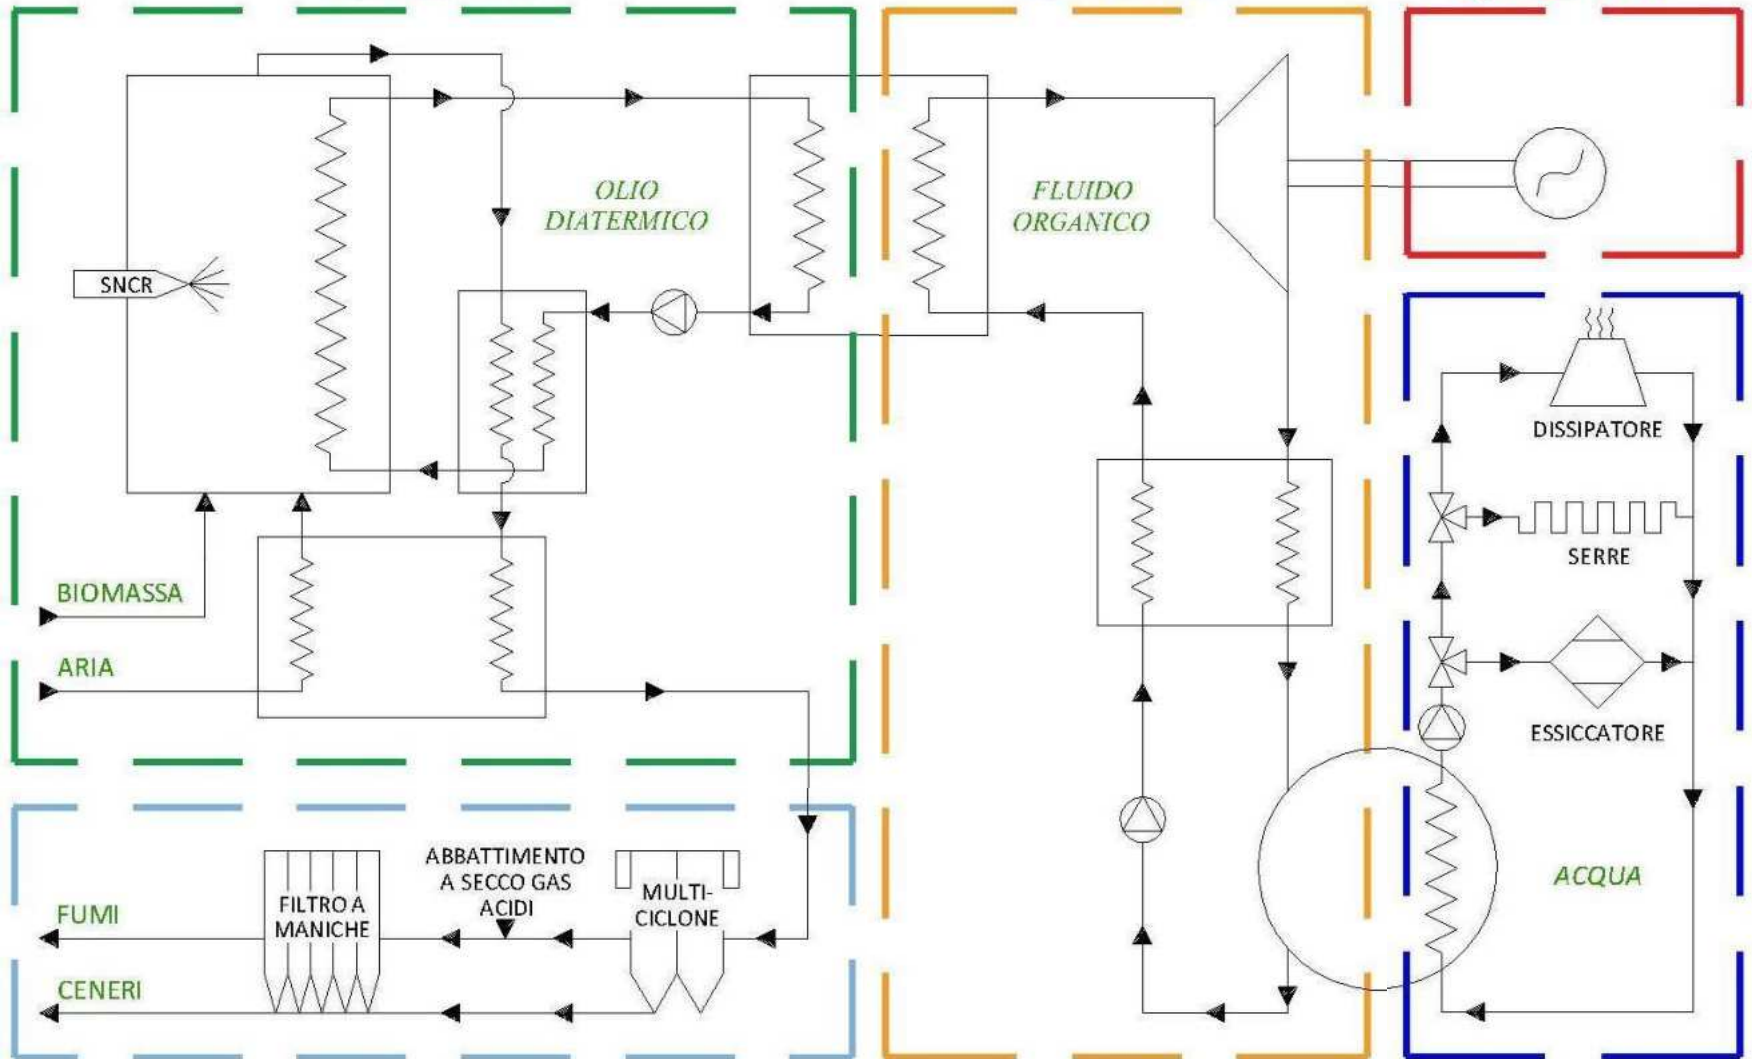 OLIO
DIATERMICO
FLUIDO
ORGANICO
SNCR
DISSIPATORE
SERRE
BIOMASSA
ARIA
ESSICCATORE
ABBATTIMENTO
A SECCO GAS
ACIDI
MULTI-
CICLONE
FILTRO A
MANICHE
FUMI
CENERI
ACQUA